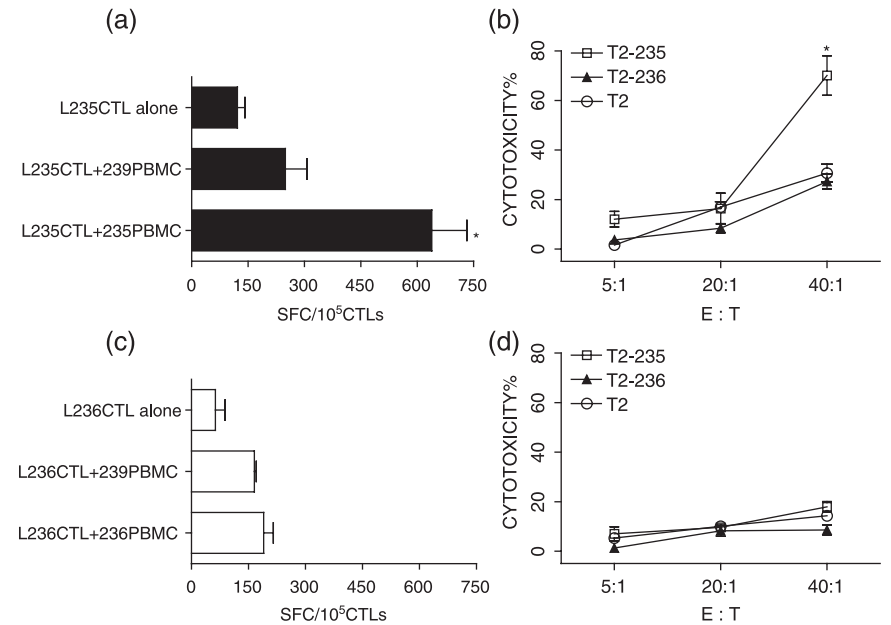 (a)
L235CTL alone
L235CTL+239PBMC
L235CTL+235PBMC
*
0 150 300 450 600 750
SFC/10⁵CTLs
(b)
T2-235
T2-236
T2
*
CYTOTOXICITY%
80
60
40
20
0
5:1 20:1 40:1
E : T
(c)
L236CTL alone
L236CTL+239PBMC
L236CTL+236PBMC
0 150 300 450 600 750
SFC/10⁵CTLs
(d)
T2-235
T2-236
T2
CYTOTOXICITY%
80
60
40
20
0
5:1 20:1 40:1
E : T